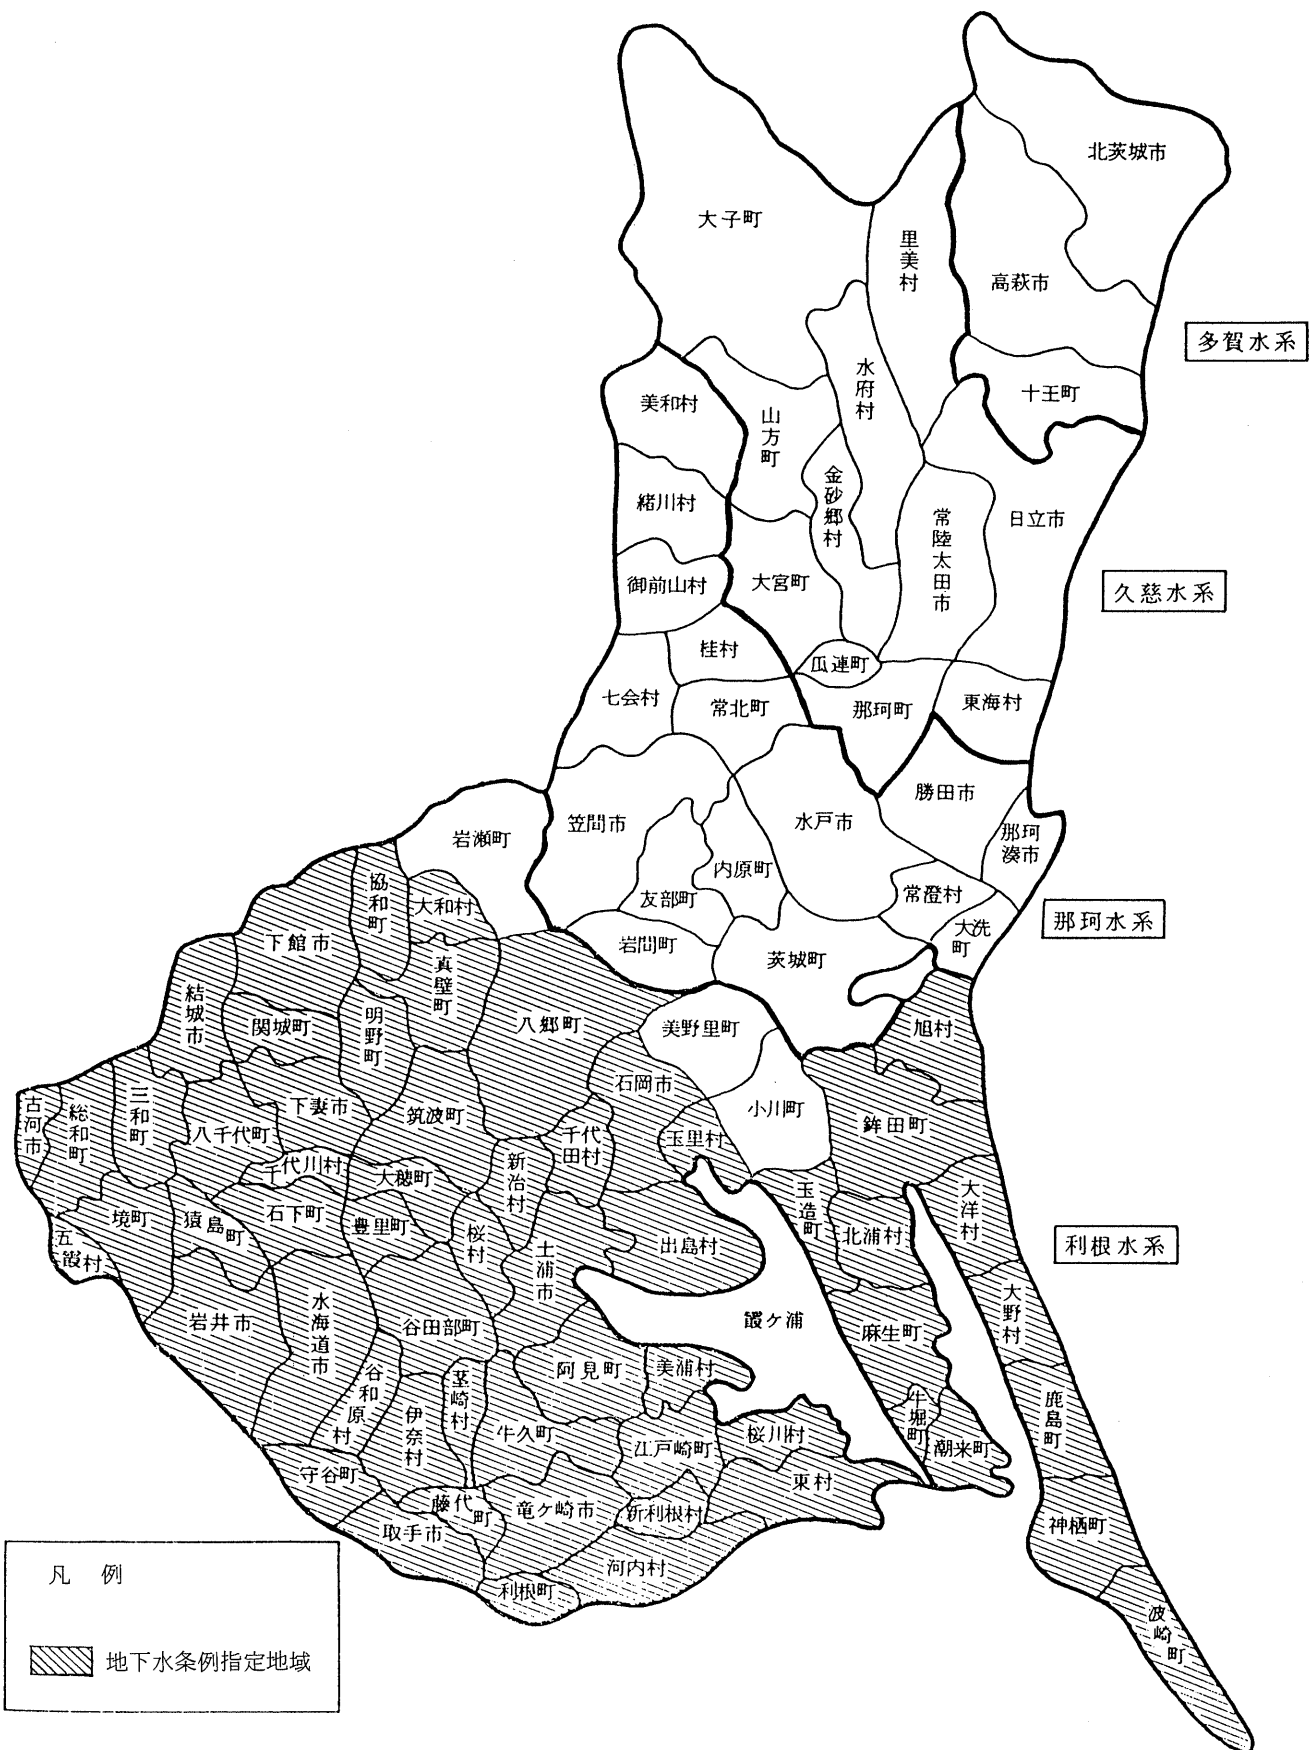 北茨城市
大子町
里美村
高萩市
多賀水系
水府村
十王町
美和村
山方町
金砂郷村
緒川村
常陸太田市
日立市
御前山村
大宮町
久慈水系
桂村
瓜連町
七会村
常北町
那珂町
東海村
勝田市
笠間市
水戸市
岩瀬町
那珂湊市
内原町
協和町
友部町
常澄村
大和村
那珂水系
大洗町
下館市
岩間町
茨城町
真壁町
結城市
関城町
明野町
八郷町
美野里町
旭村
石岡市
三和町
下妻市
筑波町
小川町
古河市
総和町
八千代町
千代田村
玉里村
鉾田町
新治村
千代川村
大穂町
玉造町
大洋村
境町
猿島町
石下町
豊里町
桜村
北浦村
五霞村
土浦市
出島村
利根水系
水海道市
大野村
岩井市
谷田部町
霞ケ浦
麻生町
谷和原村
茎崎村
阿見町
美浦村
伊奈村
牛堀町
鹿島町
牛久町
江戸崎町
桜川村
潮来町
守谷町
東村
藤代町
竜ケ崎市
新利根村
取手市
神栖町
河内村
利根町
波崎町
凡 例
地下水条例指定地域